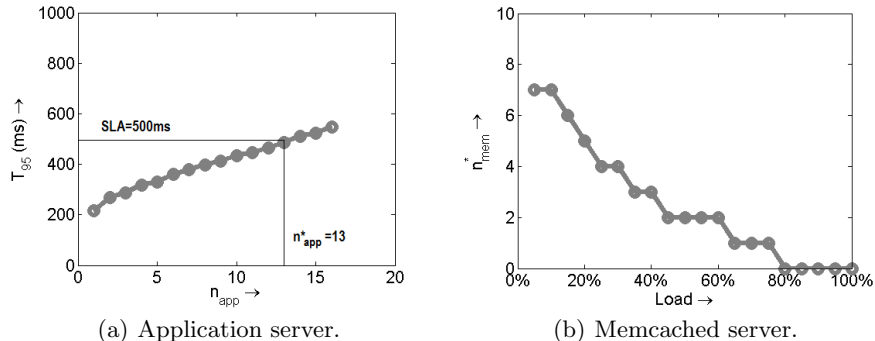 1000
800
600
400
200
0
T95 (ms) →
SLA=500ms
n*app =13
0 5 10 15 20
napp →
(a) Application server.
10
8
6
4
2
0
n*mem →
0% 20% 40% 60% 80% 100%
Load →
(b) Memcached server.